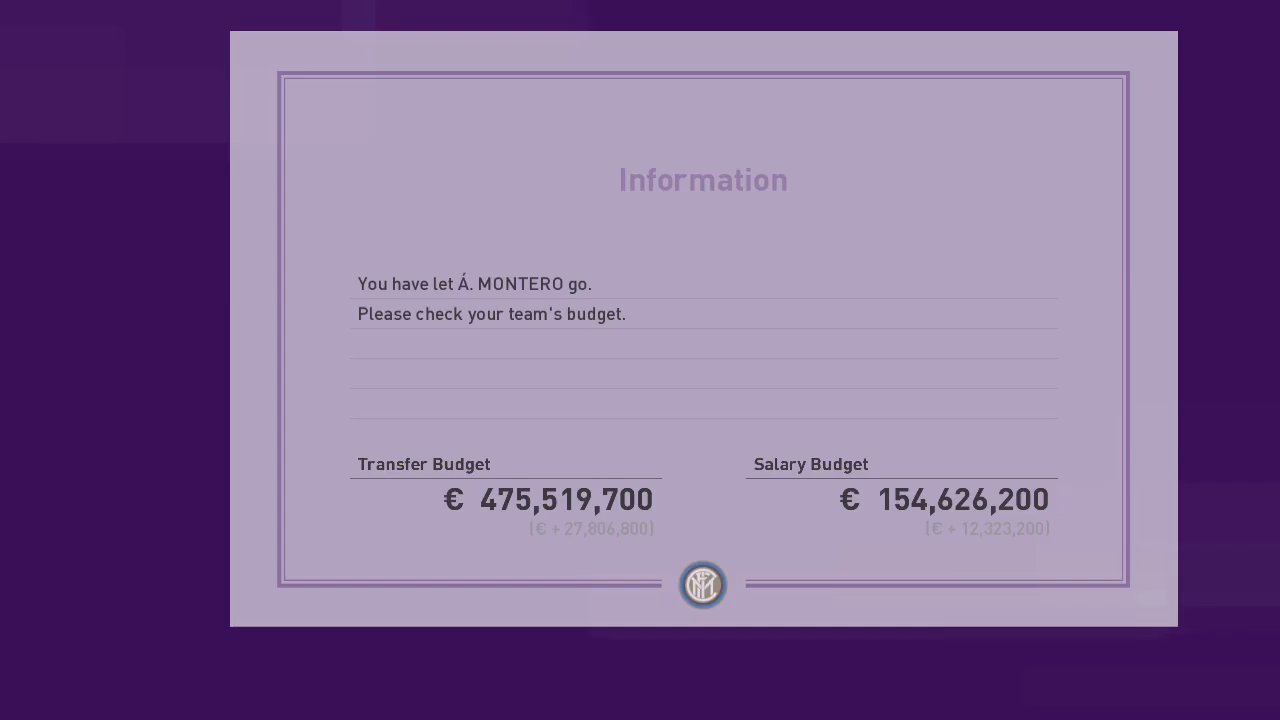 Information
You have let Á. MONTERO go.
Please check your team's budget.
Transfer Budget
€ 475,519,700
(€ + 27,806,800)
Salary Budget
€ 154,626,200
(€ + 12,323,200)